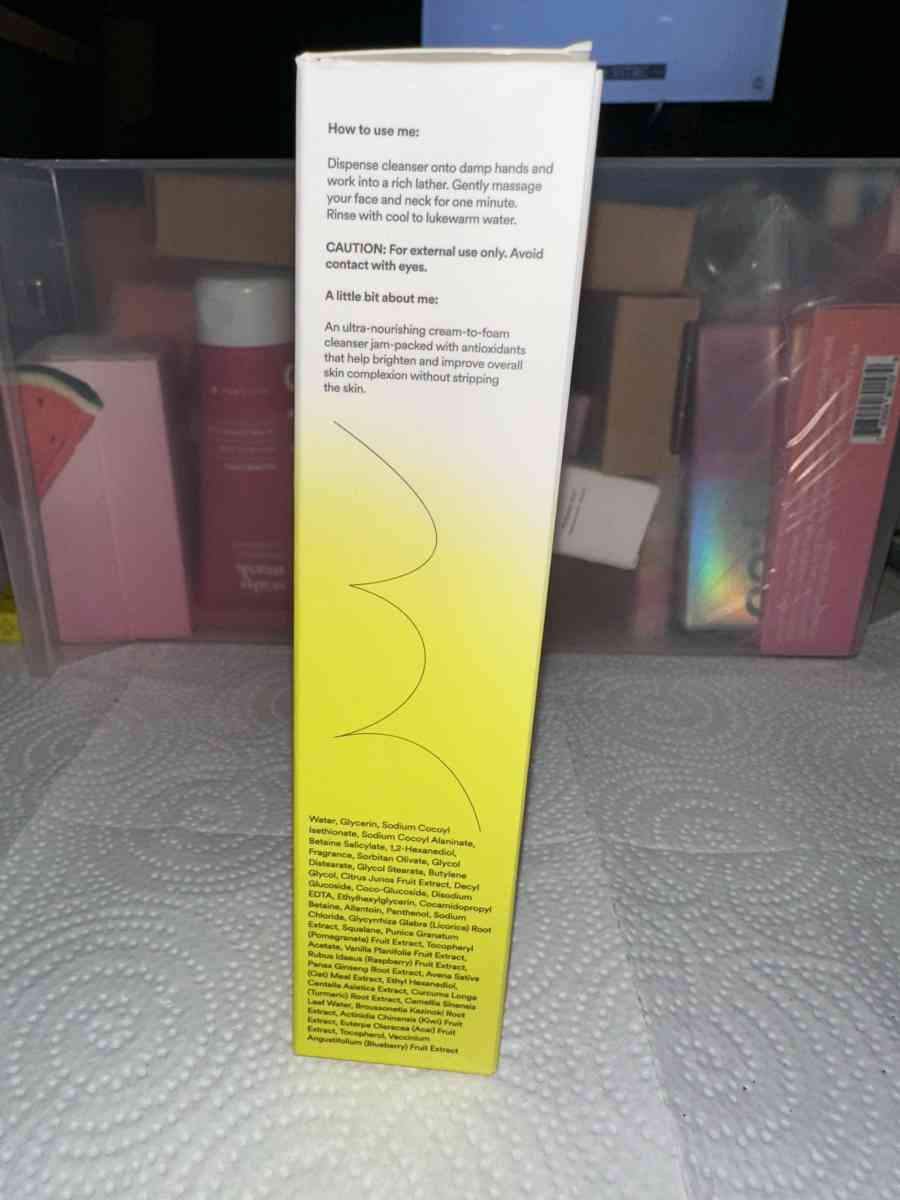 How to use me:
Dispense cleanser onto damp hands and
work into a rich lather. Gently massage
your face and neck for one minute.
Rinse with cool to lukewarm water.
CAUTION: For external use only. Avoid
contact with eyes.
A little bit about me:
An ultra-nourishing cream-to-foam
cleanser jam-packed with antioxidants
that help brighten and improve overall
skin complexion without stripping
the skin.
Water, Glycerin, Sodium Cocoyl
Isethionate, Sodium Cocoyl Alaninate,
Betaine Salicylate, 1,2-Hexanediol,
Fragrance, Sorbitan Olivate, Glycol
Distearate, Glycol Stearate, Butylene
Glycol, Citrus Junos Fruit Extract, Decyl
Glucoside, Coco-Glucoside, Disodium
EDTA, Ethylhexylglycerin, Cocamidopropyl
Betaine, Allantoin, Panthenol, Sodium
Chloride, Glycyrrhiza Glabra (Licorice) Root
Extract, Squalane, Punica Granatum
(Pomegranate) Fruit Extract, Tocopheryl
Acetate, Vanilla Planifolia Fruit Extract,
Rubus Idaeus (Raspberry) Fruit Extract,
Panax Ginseng Root Extract, Avena Sativa
(Oat) Meal Extract, Ethyl Hexanediol,
Centella Asiatica Extract, Curcuma Longa
(Turmeric) Root Extract, Camellia Sinensis
Leaf Water, Broussonetia Kazinoki Root
Extract, Actinidia Chinensis (Kiwi) Fruit
Extract, Euterpe Oleracea (Acai) Fruit
Extract, Tocopherol, Vaccinium
Angustifolium (Blueberry) Fruit Extract